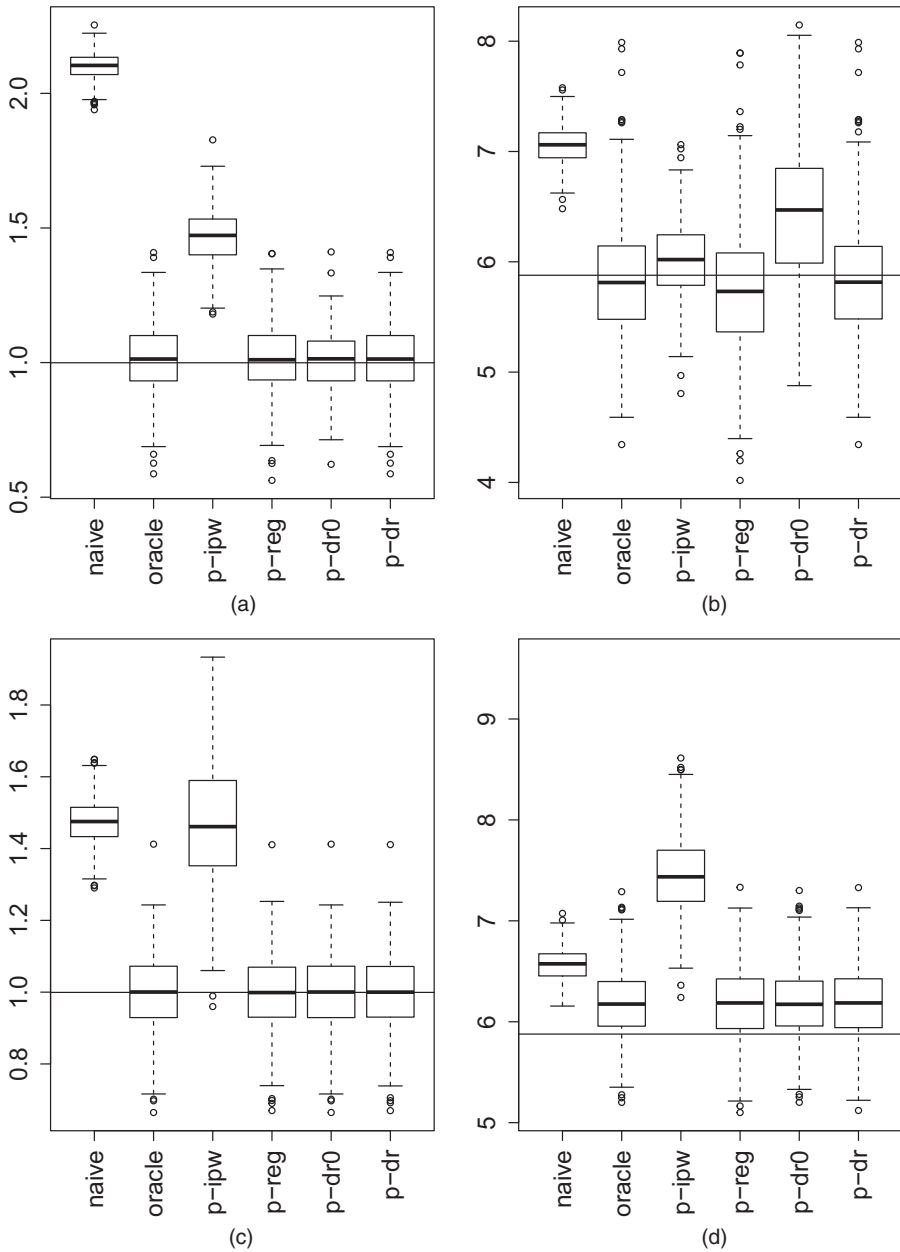 2.0
1.5
1.0
0.5
naive
oracle
p-ipw
p-reg
p-dr0
p-dr
(a)
8
7
6
5
4
naive
oracle
p-ipw
p-reg
p-dr0
p-dr
(b)
1.8
1.6
1.4
1.2
1.0
0.8
naive
oracle
p-ipw
p-reg
p-dr0
p-dr
(c)
9
8
7
6
5
naive
oracle
p-ipw
p-reg
p-dr0
p-dr
(d)